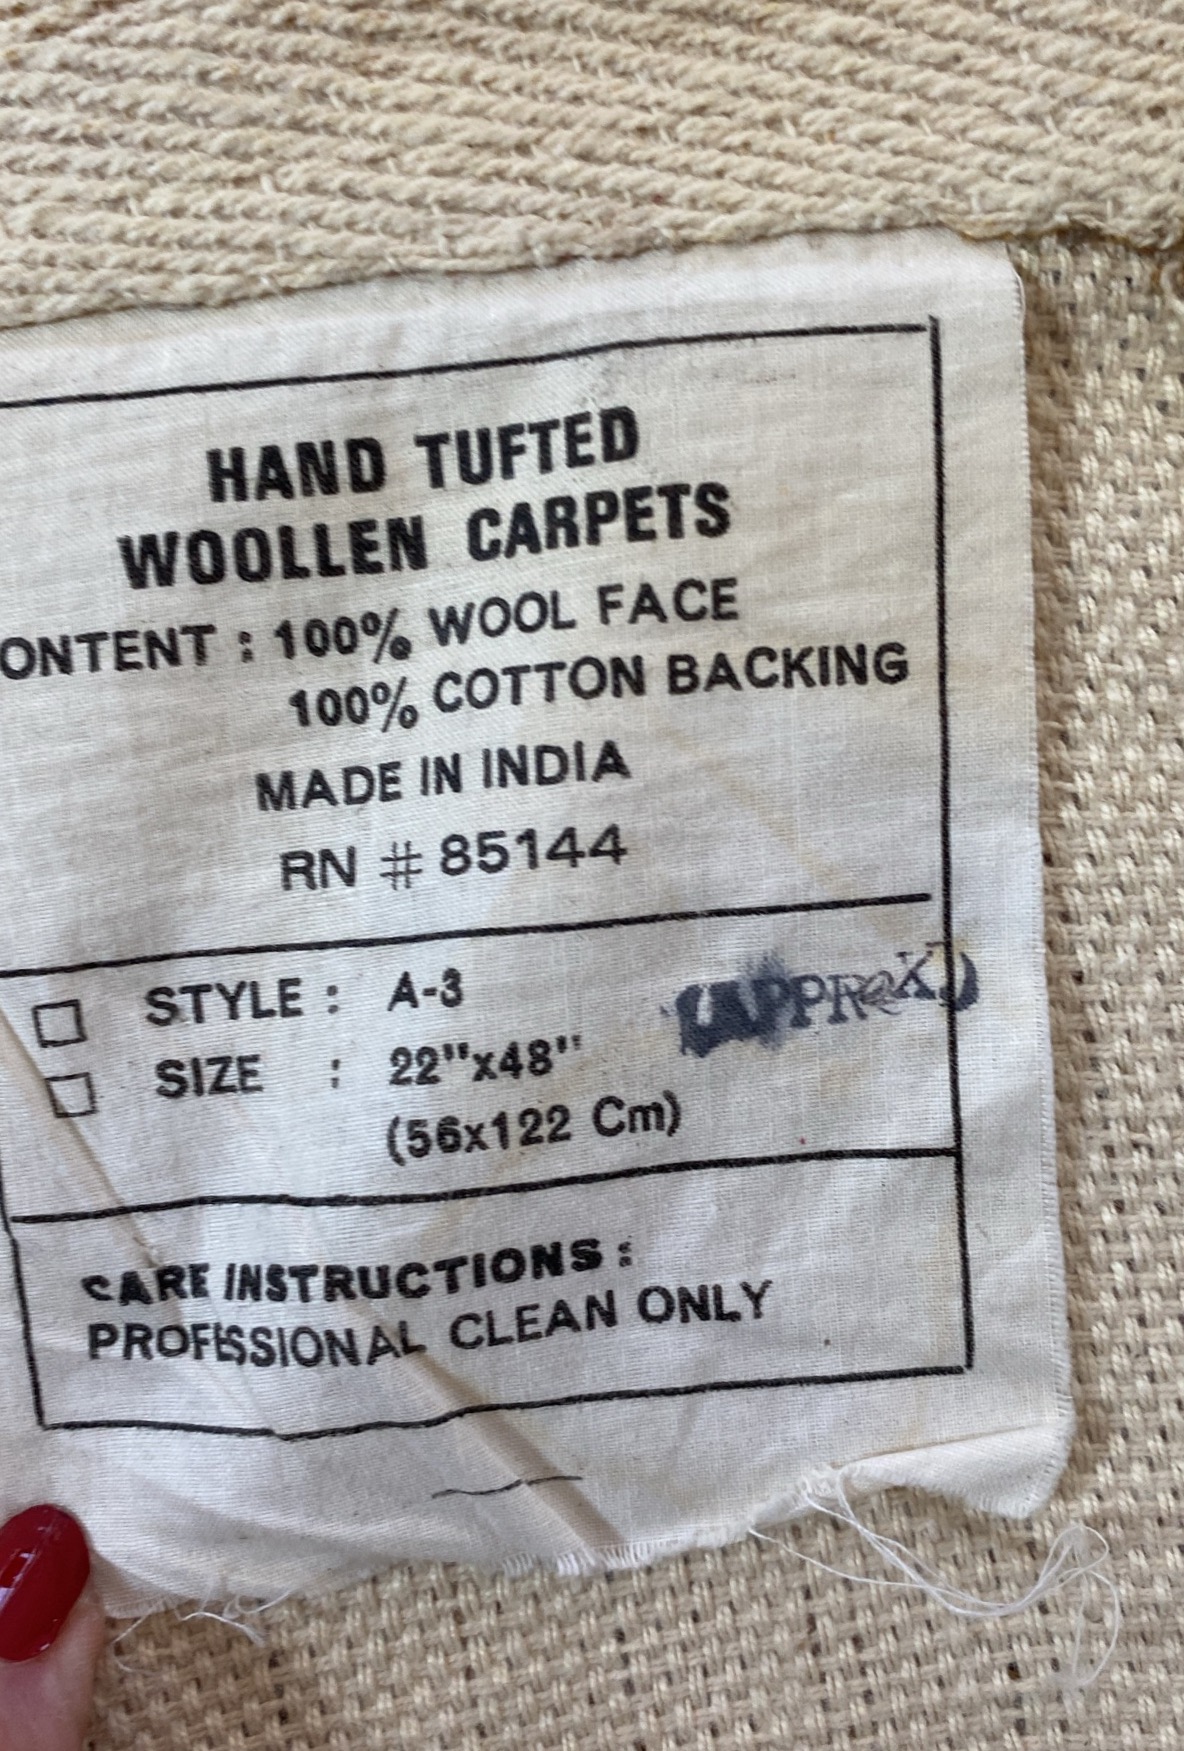 HAND TUFTED
WOOLLEN CARPETS
ONTENT : 100% WOOL FACE
100% COTTON BACKING
MADE IN INDIA
RN # 85144
STYLE : A-3 (APPROX.)
SIZE : 22"x48"
(56x122 Cm)
CARE INSTRUCTIONS :
PROFESSIONAL CLEAN ONLY